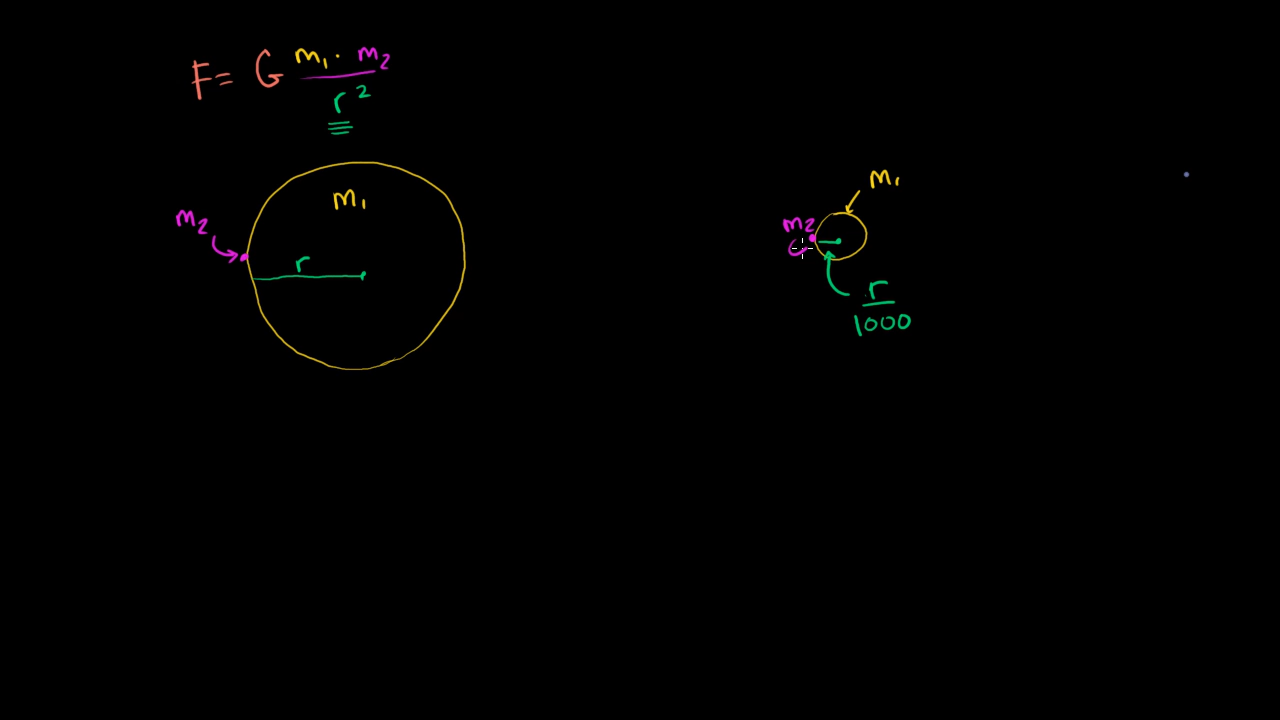 F = G m₁ · m₂
r²
m₁
m₂
r
m₁
m₂
r
1000